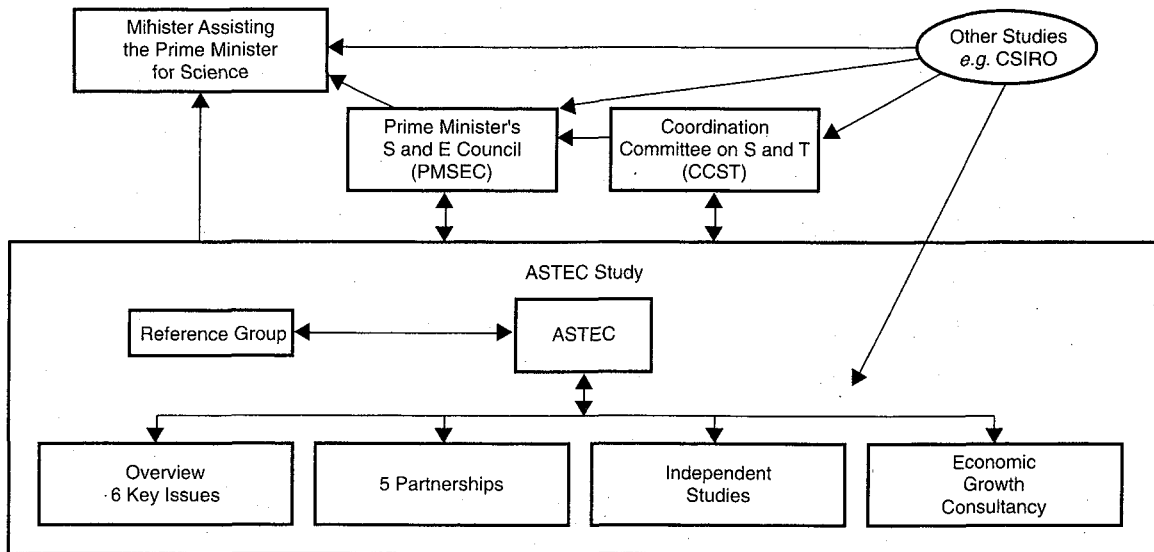 Mihister Assisting
the Prime Minister
for Science
Other Studies
e.g. CSIRO
Prime Minister's
S and E Council
(PMSEC)
Coordination
Committee on S and T
(CCST)
ASTEC Study
Reference Group
ASTEC
Overview
6 Key Issues
5 Partnerships
Independent
Studies
Economic
Growth
Consultancy